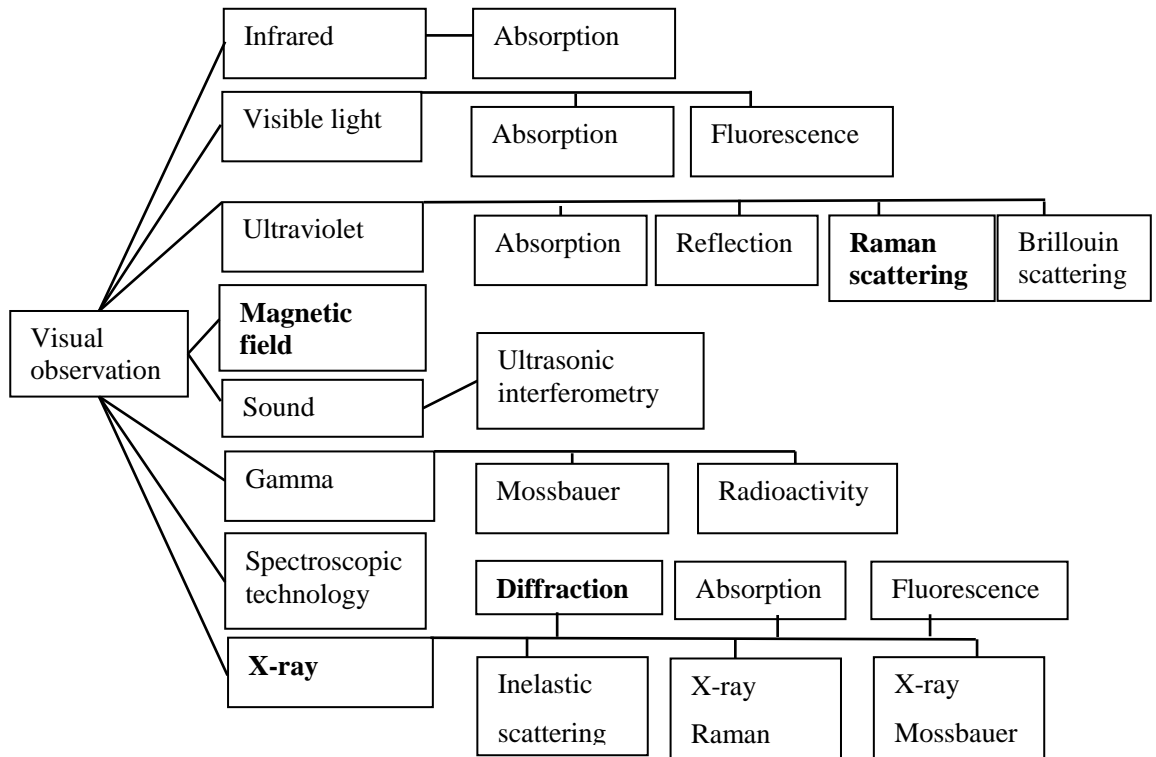 Infrared
Absorption
Visible light
Absorption
Fluorescence
Ultraviolet
Absorption
Reflection
Raman
scattering
Brillouin
scattering
Visual
observation
Magnetic
field
Sound
Ultrasonic
interferometry
Gamma
Mossbauer
Radioactivity
Spectroscopic
technology
Diffraction
Absorption
Fluorescence
X-ray
Inelastic
scattering
X-ray
Raman
X-ray
Mossbauer